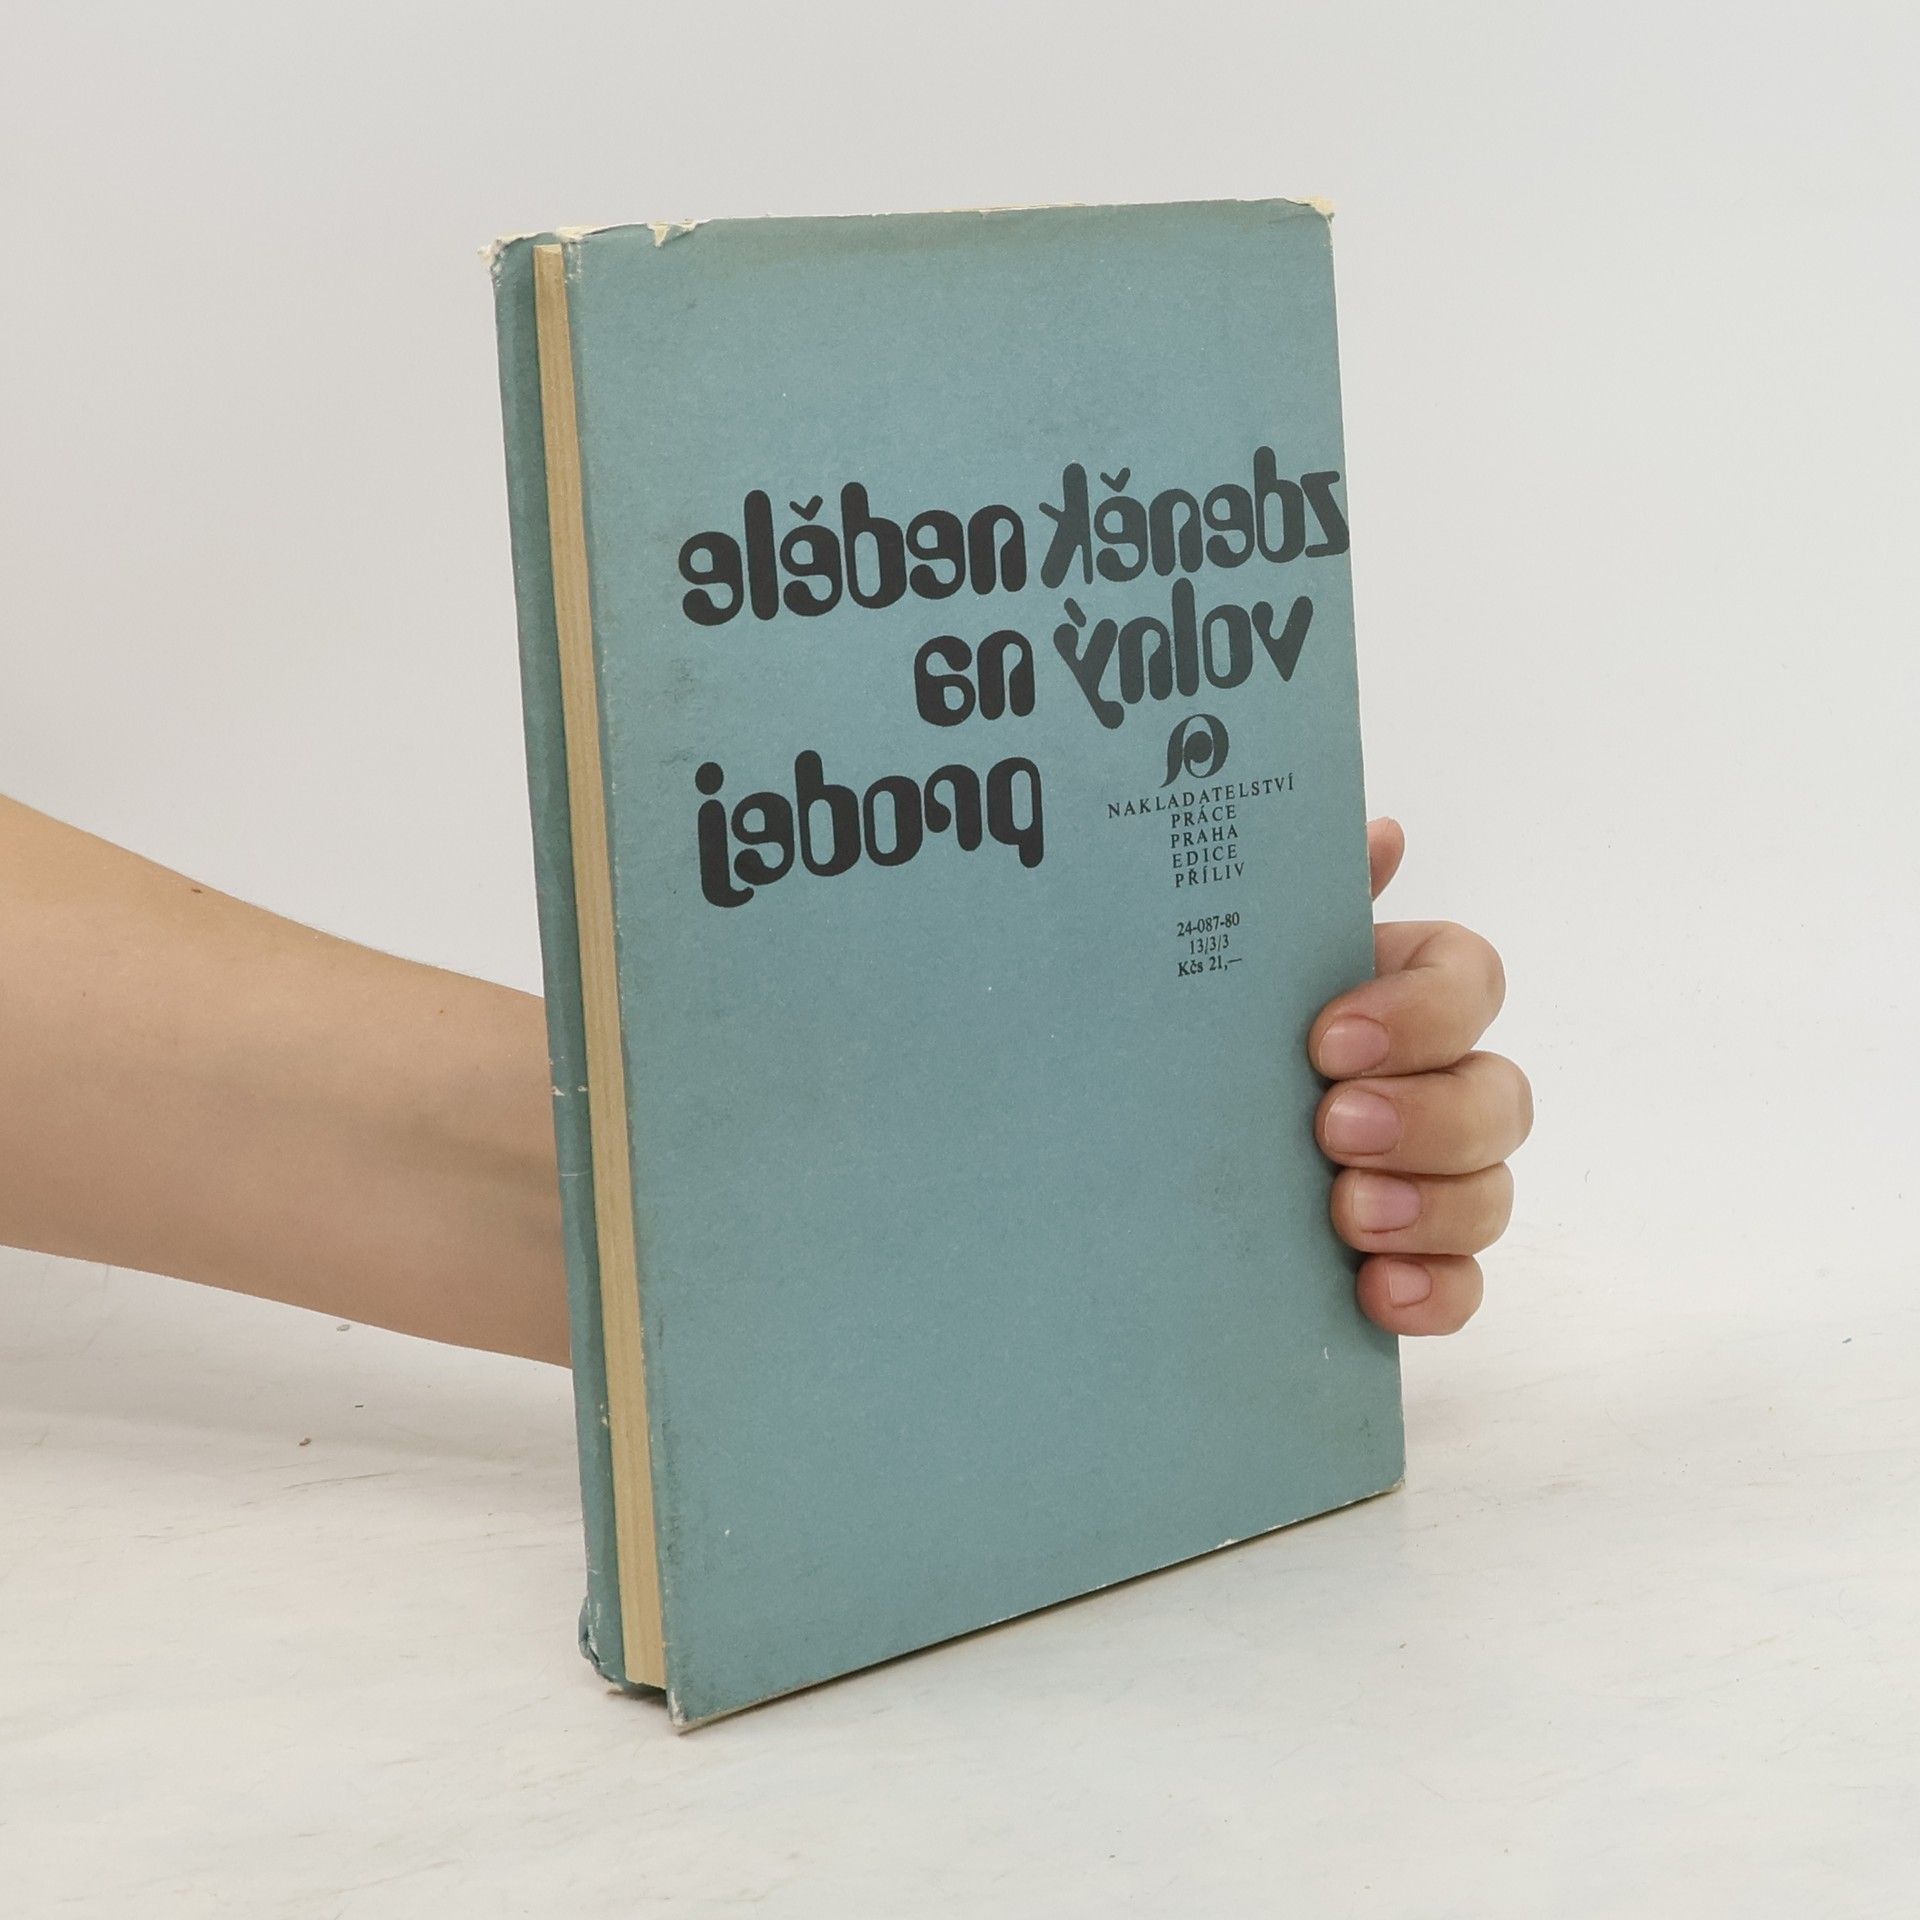 neděle zdeněk
na volný
prodej
NAKLADATELSTVÍ
PRÁCE
PRAHA
EDICE
PŘÍLIV
24-087-80
13/3/3
Kčs 21,—